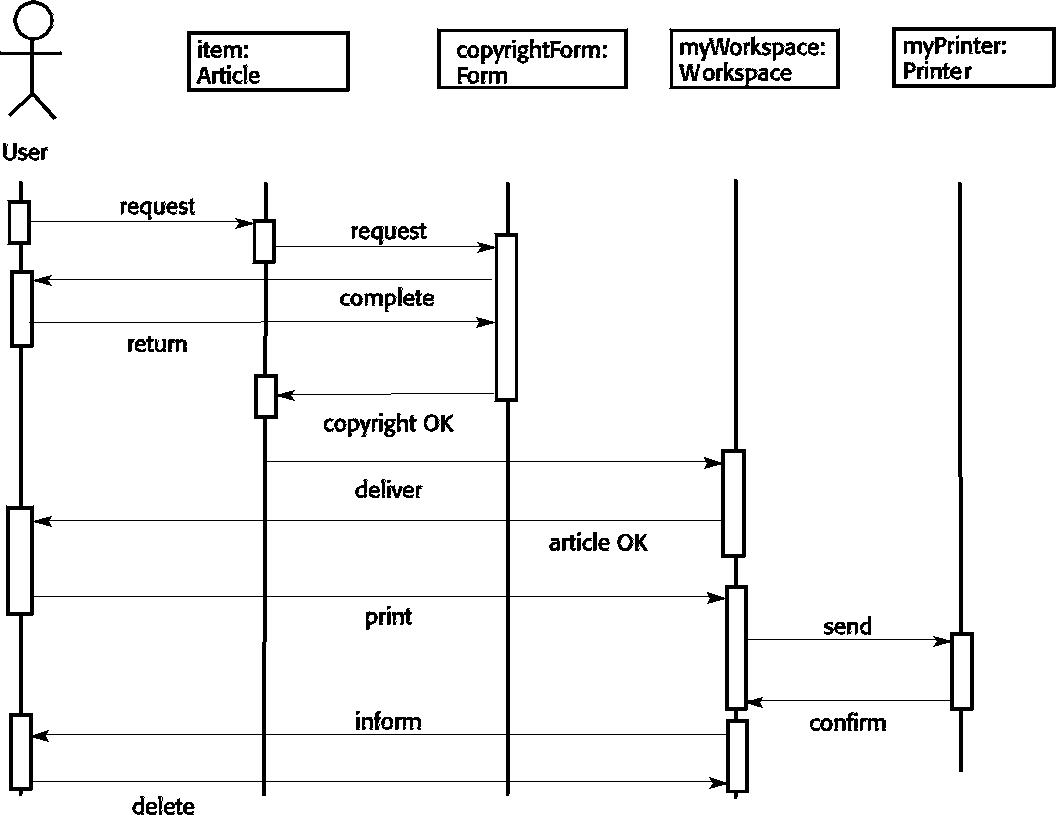 item:
Article
copyrightForm:
Form
myWorkspace:
Workspace
myPrinter:
Printer
User
request
request
complete
return
copyright OK
deliver
article OK
print
send
inform
confirm
delete